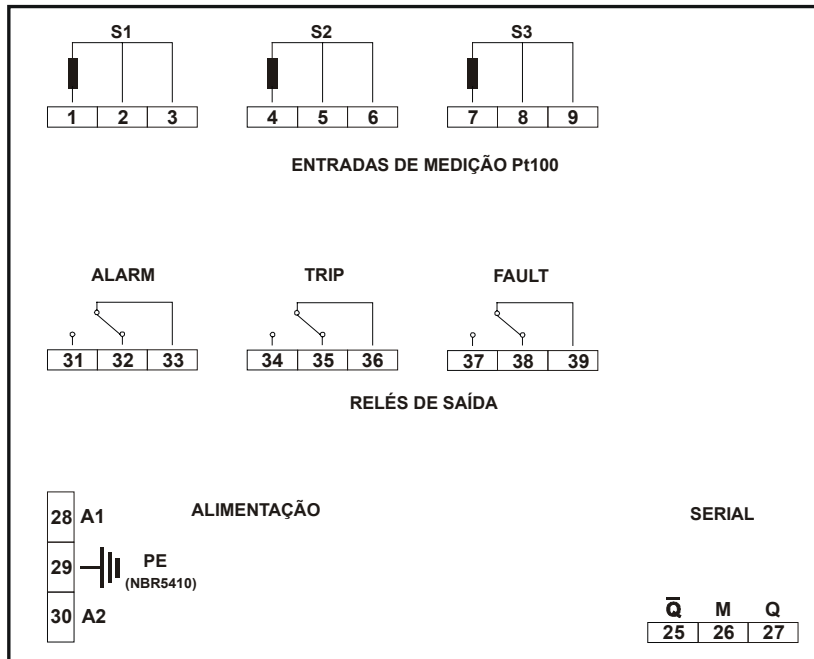 S1 S2 S3
1 2 3 4 5 6 7 8 9
ENTRADAS DE MEDIÇÃO Pt100
ALARM TRIP FAULT
31 32 33 34 35 36 37 38 39
RELÉS DE SAÍDA
28 A1 ALIMENTAÇÃO SERIAL
29 PE
(NBR5410)
30 A2
Q̅ M Q
25 26 27